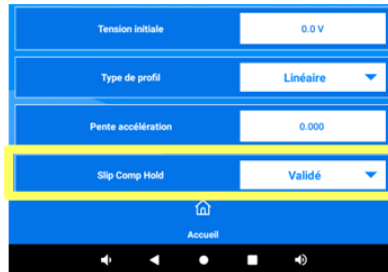 Tension initiale 0.0 V
Type de profil Linéaire
Pente accélération 0.000
Slip Comp Hold Validé
Accueil